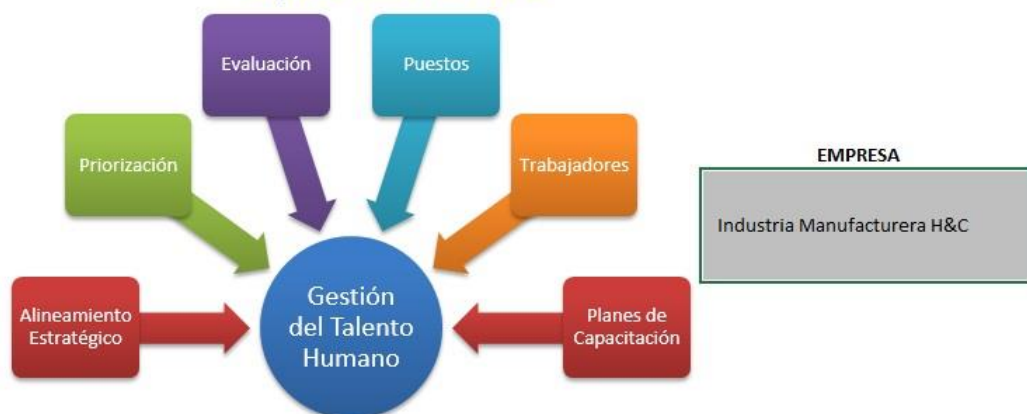 Evaluación
Puestos
Priorización
Trabajadores
EMPRESA
Industria Manufacturera H&C
Alineamiento
Estratégico
Gestión
del Talento
Humano
Planes de
Capacitación